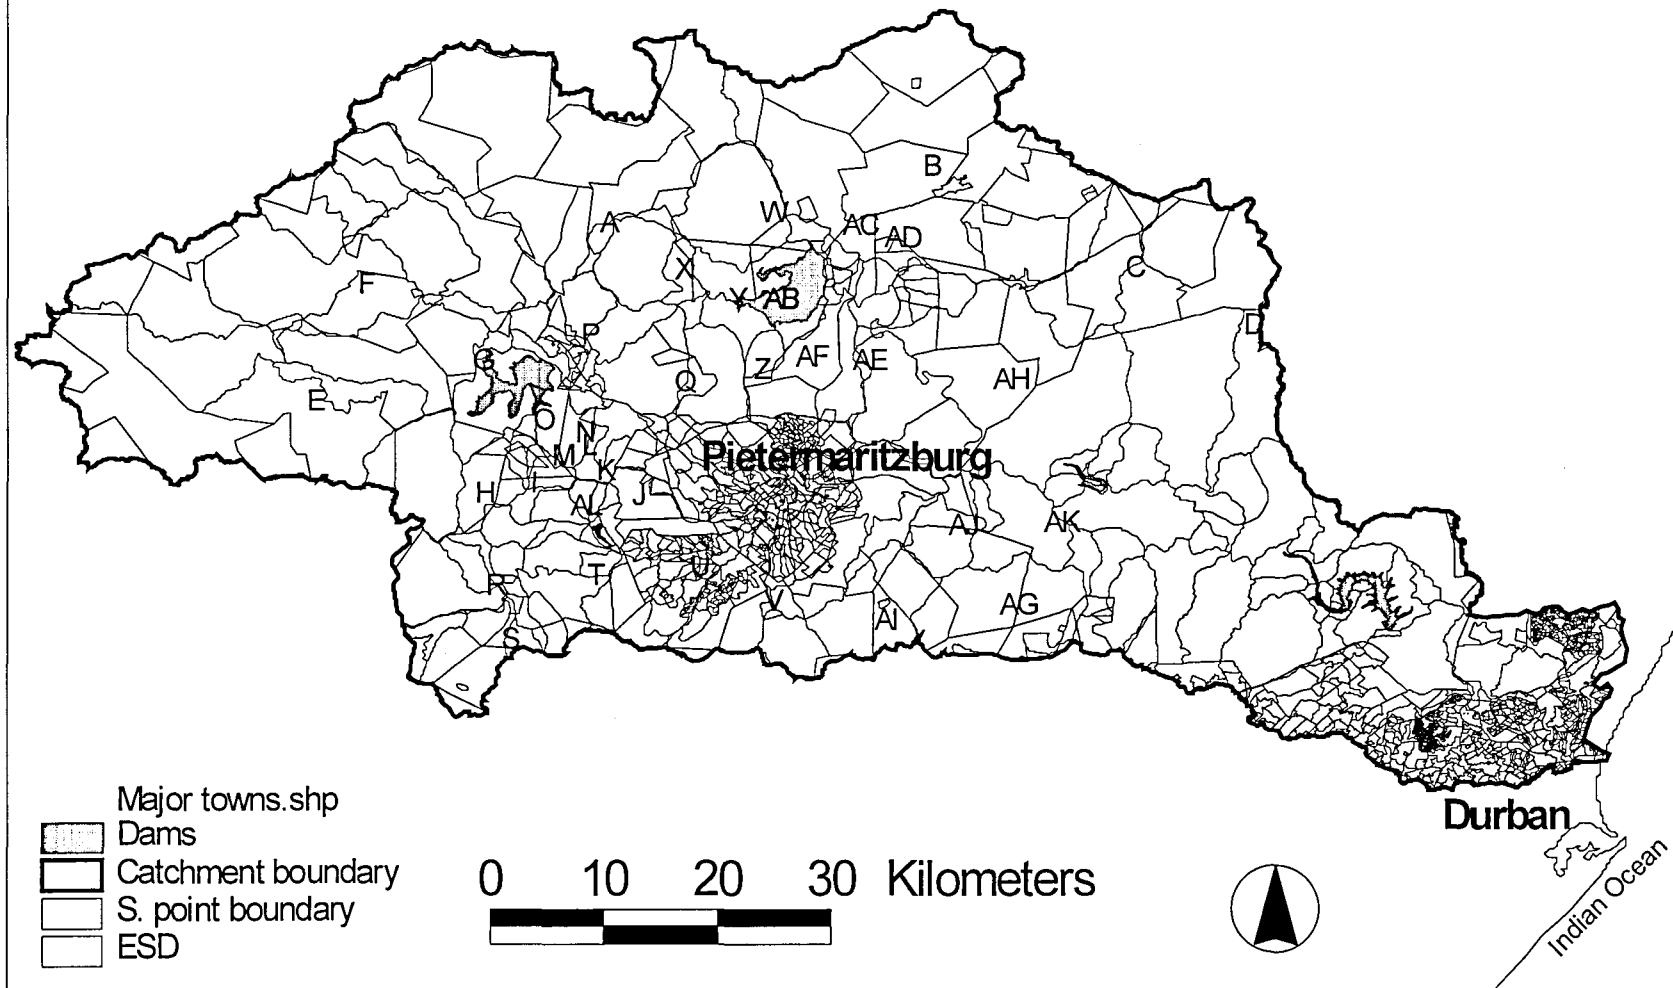 B
A
W
AC
AD
X
C
F
Y
AB
D
P
G
Z
AF
AE
Q
AH
E
O
N
L
M
Pietermaritzburg
K
I
H
J
AL
AJ
AK
U
T
R
V
AG
AI
S
Durban
Indian Ocean
Major towns.shp
Dams
Catchment boundary
S. point boundary
ESD
0 10 20 30 Kilometers